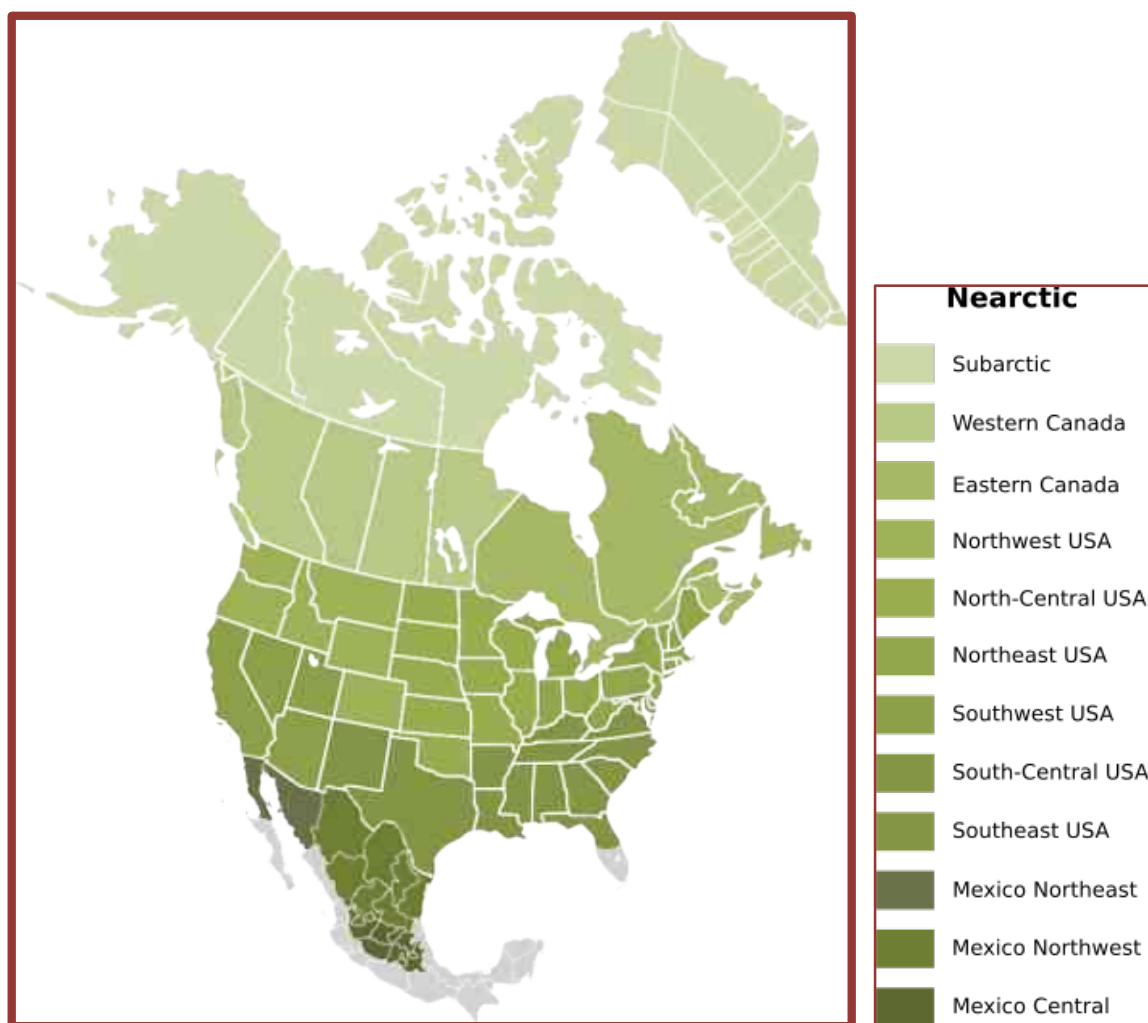 Nearctic
Subarctic
Western Canada
Eastern Canada
Northwest USA
North-Central USA
Northeast USA
Southwest USA
South-Central USA
Southeast USA
Mexico Northeast
Mexico Northwest
Mexico Central